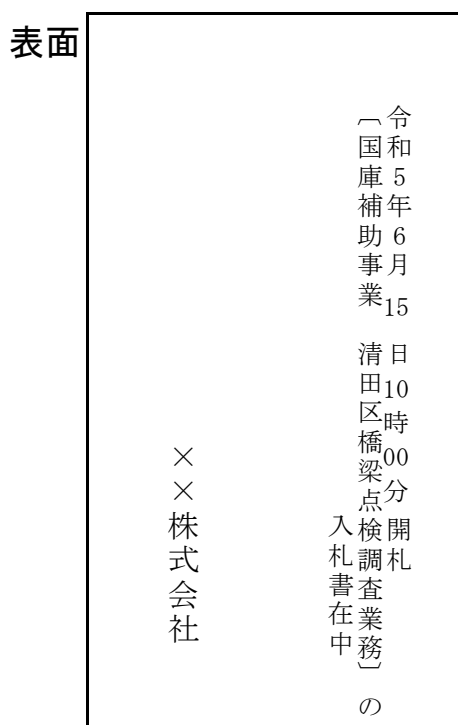 表面
令和5年6月15日10時00分開札
〔国庫補助事業 清田区橋梁点検調査業務〕の
入札書在中
××株式会社